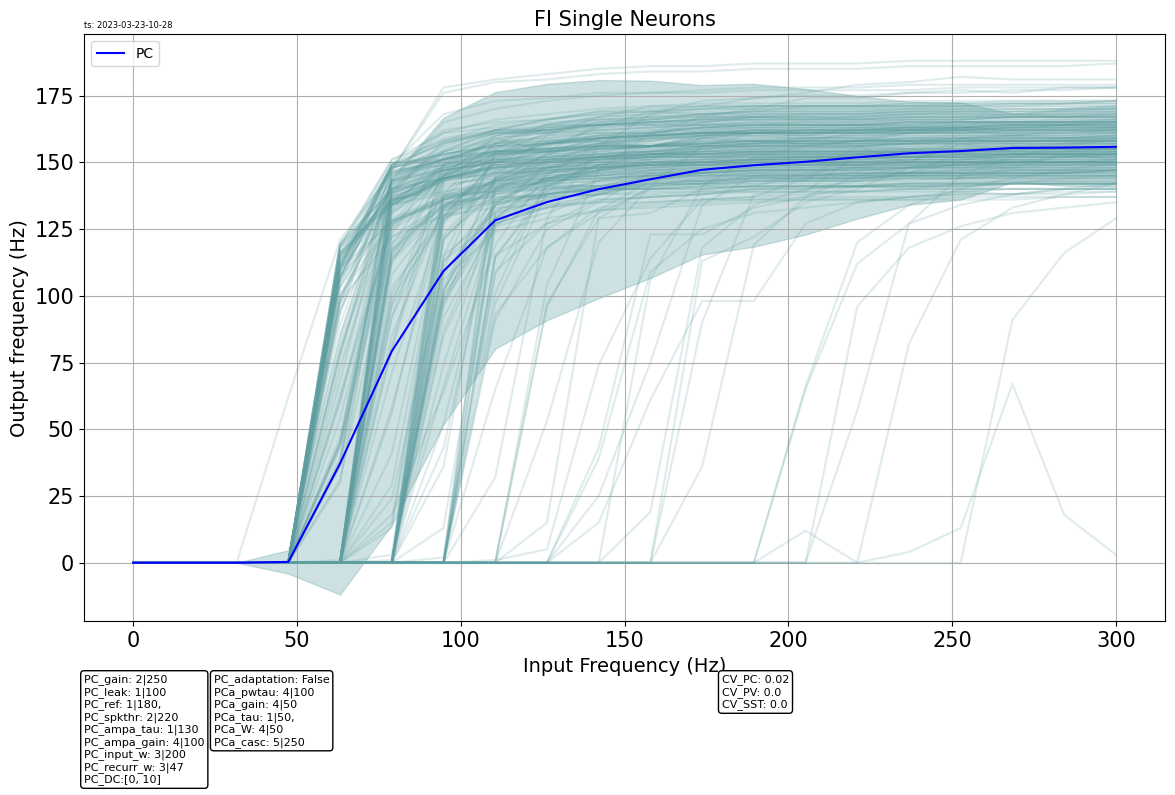 FI Single Neurons
ts: 2023-03-23-10-28
PC
175
150
125
100
75
50
25
0
Output frequency (Hz)
0 50 100 150 200 250 300
Input Frequency (Hz)
PC_gain: 2|250
PC_leak: 1|100
PC_ref: 1|180,
PC_spkthr: 2|220
PC_ampa_tau: 1|130
PC_ampa_gain: 4|100
PC_input_w: 3|200
PC_recurr_w: 3|47
PC_DC:[0, 10]
PC_adaptation: False
PCa_pwtau: 4|100
PCa_gain: 4|50
PCa_tau: 1|50,
PCa_W: 4|50
PCa_casc: 5|250
CV_PC: 0.02
CV_PV: 0.0
CV_SST: 0.0